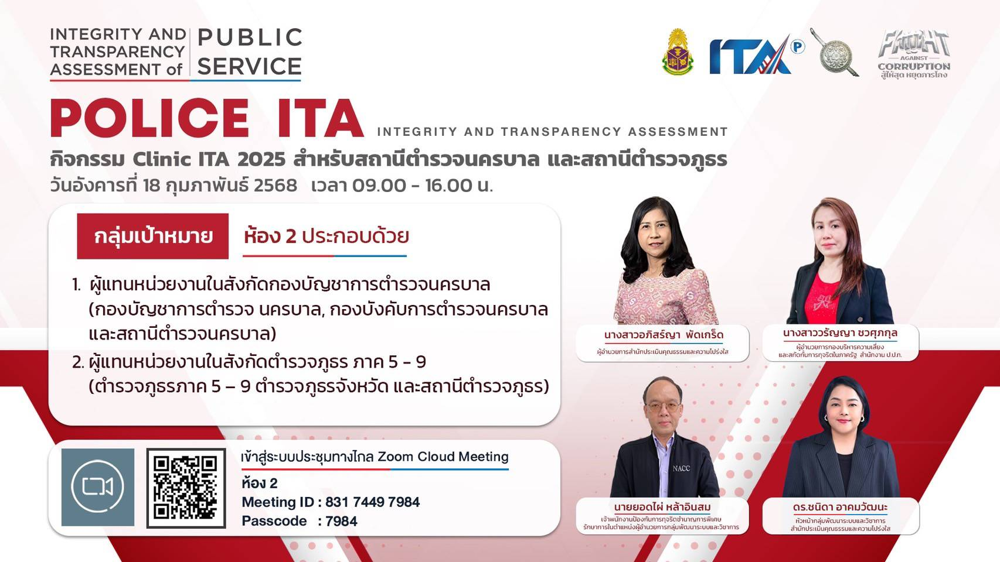 INTEGRITY AND
TRANSPARENCY
ASSESSMENT of
PUBLIC
SERVICE
ITA P
FIGHT
AGAINST
CORRUPTION
สู้ให้สุด หยุดการโกง
POLICE ITA INTEGRITY AND TRANSPARENCY ASSESSMENT
กิจกรรม Clinic ITA 2025 สำหรับสถานีตำรวจนครบาล และสถานีตำรวจภูธร
วันอังคารที่ 18 กุมภาพันธ์ 2568 เวลา 09.00 - 16.00 น.
กลุ่มเป้าหมาย ห้อง 2 ประกอบด้วย
1. ผู้แทนหน่วยงานในสังกัดกองบัญชาการตำรวจนครบาล
(กองบัญชาการตำรวจ นครบาล, กองบังคับการตำรวจนครบาล
และสถานีตำรวจนครบาล)
2. ผู้แทนหน่วยงานในสังกัดตำรวจภูธร ภาค 5 - 9
(ตำรวจภูธรภาค 5 – 9 ตำรวจภูธรจังหวัด และสถานีตำรวจภูธร)
เข้าสู่ระบบประชุมทางไกล Zoom Cloud Meeting
ห้อง 2
Meeting ID : 831 7449 7984
Passcode : 7984
นางสาวอภิสร์ญา พัดเกร็ด
ผู้อำนวยการสำนักประเมินคุณธรรมและความโปร่งใส
นางสาววรัญญา ชวศุภกุล
ผู้อำนวยการกองบริหารความเสี่ยง
และสกัดกั้นการทุจริตในภาครัฐ สำนักงาน ป.ป.ท.
NACC
นายยอดไผ่ หล้าอินสม
เจ้าพนักงานป้องกันการทุจริตชำนาญการพิเศษ
รักษาการในตำแหน่งผู้อำนวยการกลุ่มพัฒนาระบบและวิชาการ
ดร.ชนิดา อาคมวัฒนะ
หัวหน้ากลุ่มพัฒนาระบบและวิชาการ
สำนักประเมินคุณธรรมและความโปร่งใส